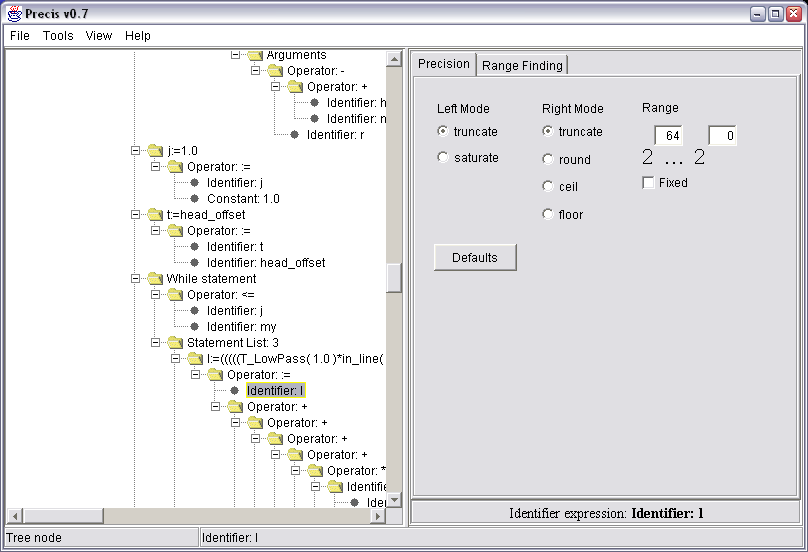 Precis v0.7
File Tools View Help
Arguments
Operator: -
Operator: +
Identifier: h
Identifier: n
Identifier: r
j:=1.0
Operator: :=
Identifier: j
Constant: 1.0
t:=head_offset
Operator: :=
Identifier: t
Identifier: head_offset
While statement
Operator: <=
Identifier: j
Identifier: my
Statement List: 3
l:=(((((T_LowPass( 1.0 )*in_line(
Operator: :=
Identifier: l
Operator: +
Operator: +
Operator: +
Operator: +
Operator: *
Identifie
Ide
Precision Range Finding
Left Mode Right Mode Range
truncate truncate 64 0
saturate round 2 ... 2
ceil Fixed
floor
Defaults
Identifier expression: Identifier: l
Tree node Identifier: l